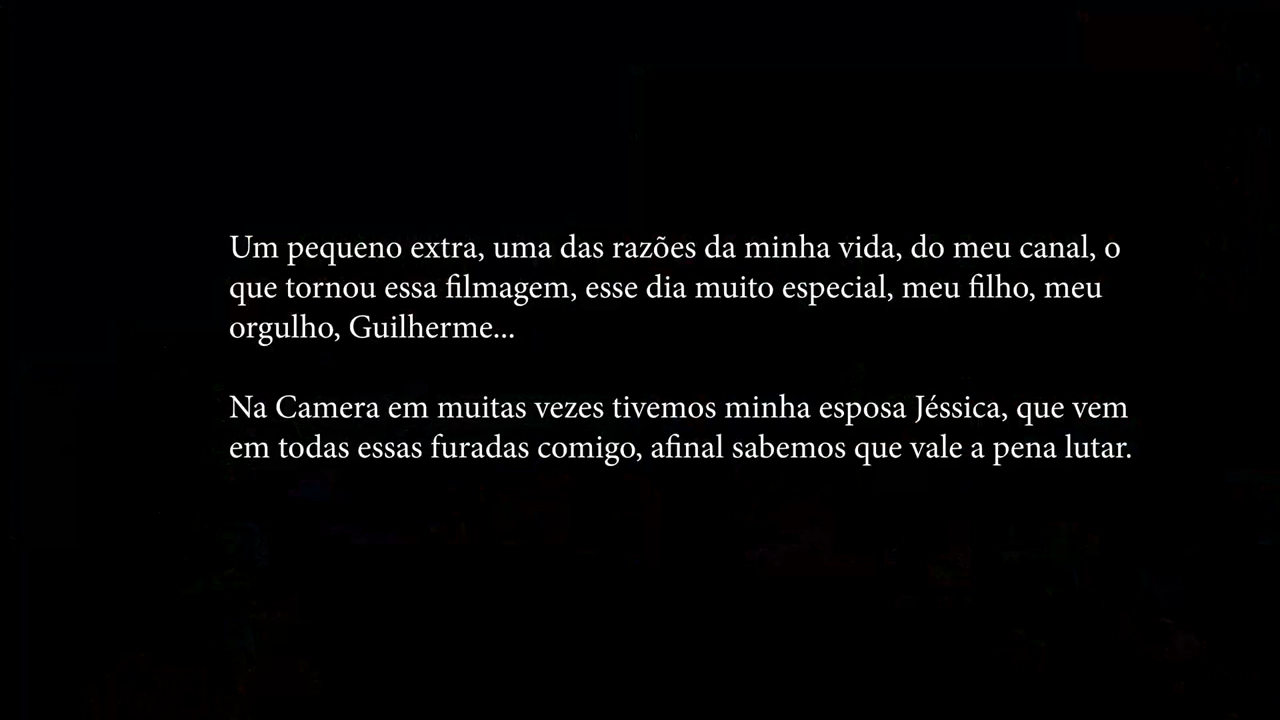 Um pequeno extra, uma das razões da minha vida, do meu canal, o
que tornou essa filmagem, esse dia muito especial, meu filho, meu
orgulho, Guilherme...
Na Camera em muitas vezes tivemos minha esposa Jéssica, que vem
em todas essas furadas comigo, afinal sabemos que vale a pena lutar.